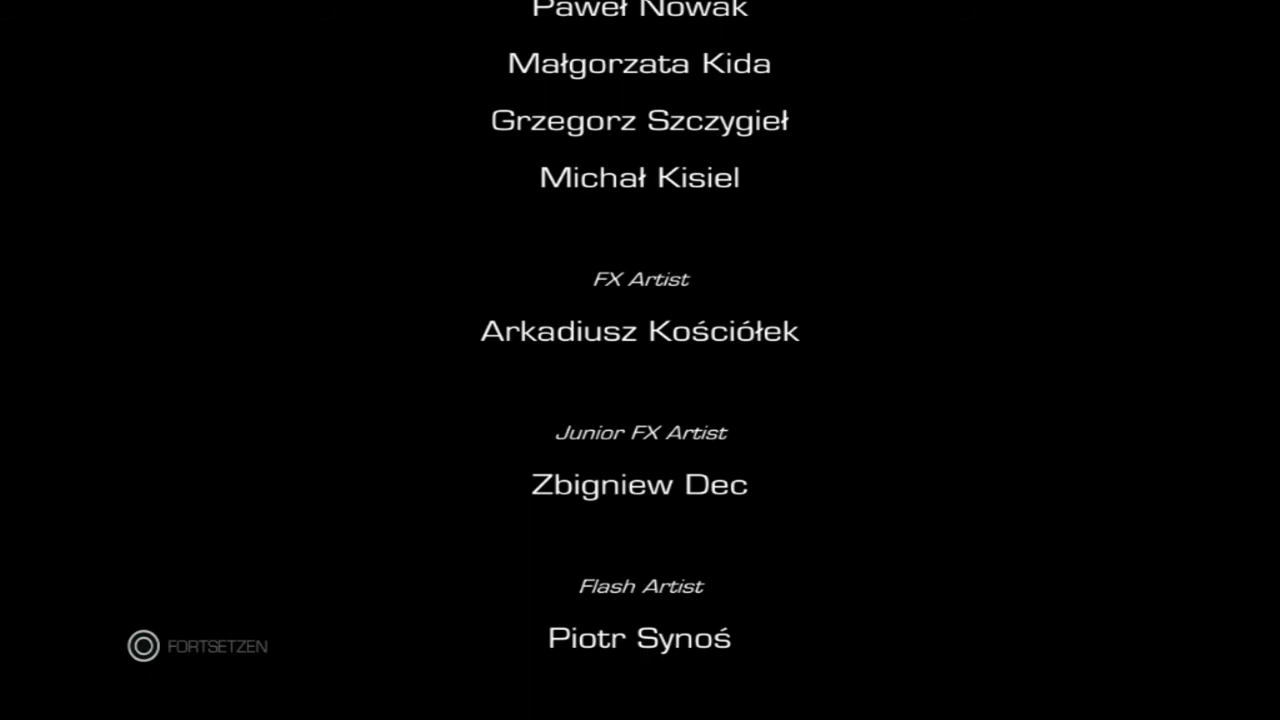 Paweł Nowak
Małgorzata Kida
Grzegorz Szczygieł
Michał Kisiel
FX Artist
Arkadiusz Kościółek
Junior FX Artist
Zbigniew Dec
Flash Artist
Piotr Synoś
FORTSETZEN